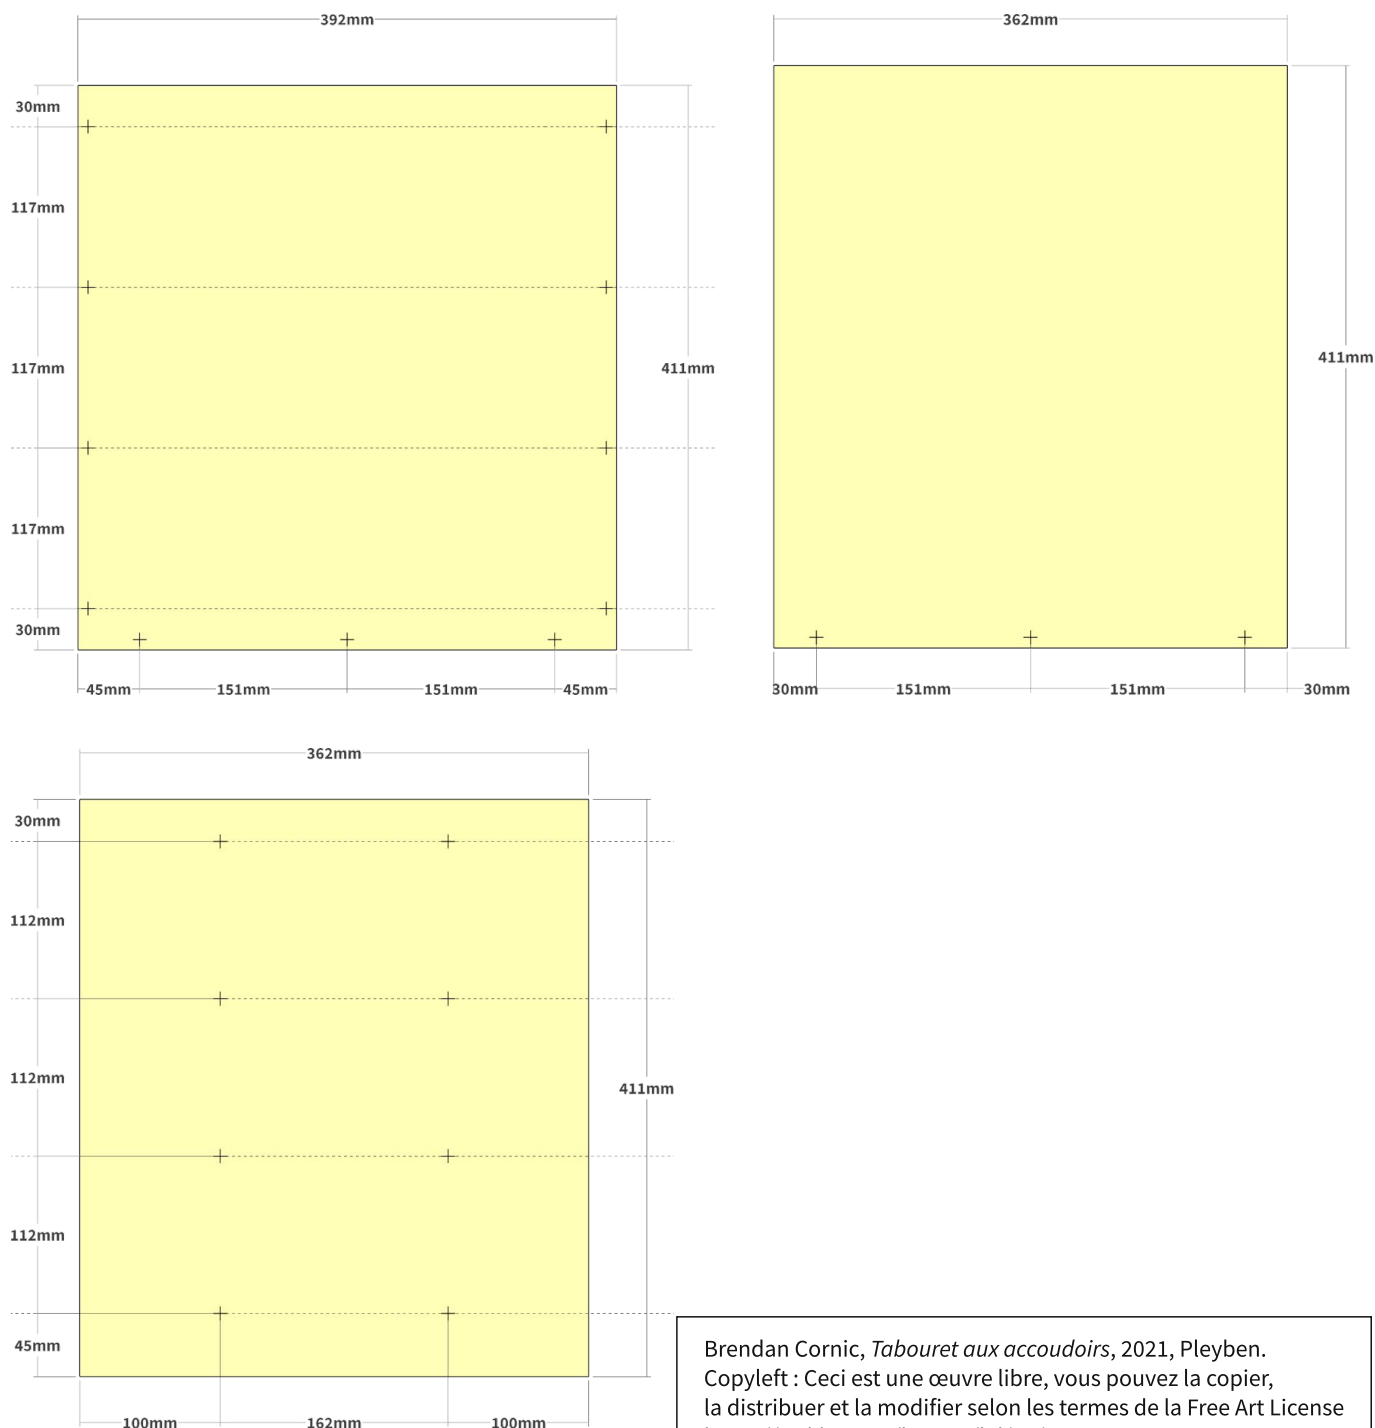 392mm
362mm
30mm
117mm
117mm
411mm
411mm
117mm
30mm
45mm 151mm 151mm 45mm
30mm 151mm 151mm 30mm
362mm
30mm
112mm
112mm
411mm
112mm
45mm
100mm 162mm 100mm
Brendan Cornic, Tabouret aux accoudoirs, 2021, Pleyben.
Copyleft : Ceci est une œuvre libre, vous pouvez la copier,
la distribuer et la modifier selon les termes de la Free Art License